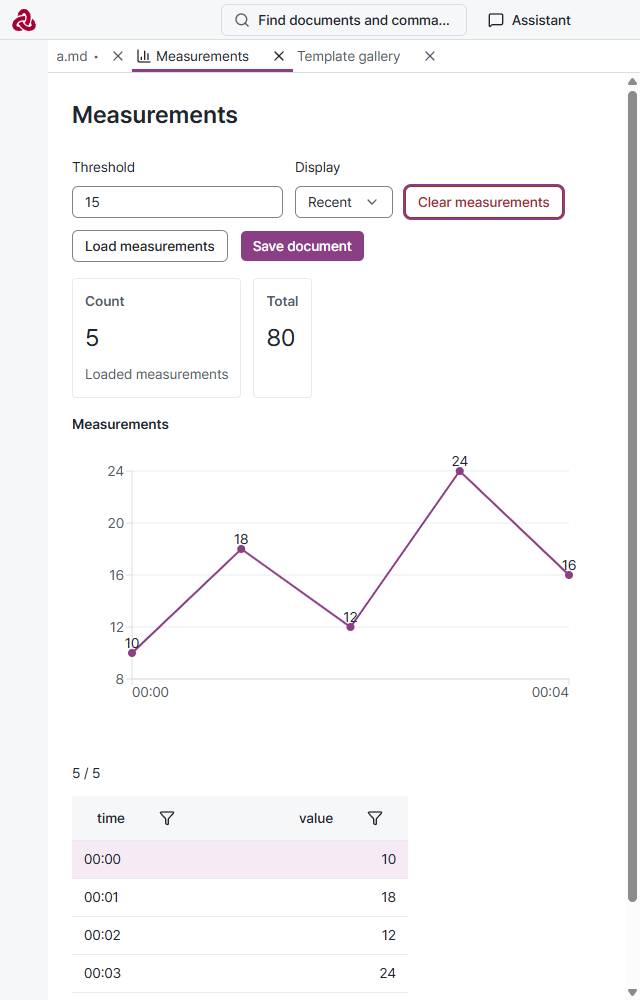 Find documents and comma...
Assistant
a.md •
Measurements
Template gallery
Measurements
Threshold
Display
15
Recent
Clear measurements
Load measurements
Save document
Count
Total
5
80
Loaded measurements
Measurements
24
24
20
18
16
16
12
12
10
8
00:00
00:04
5 / 5
time
value
00:00
10
00:01
18
00:02
12
00:03
24